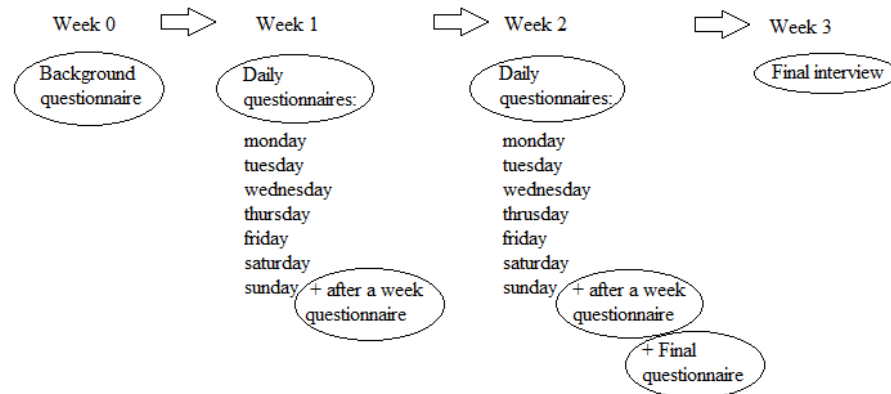 Week 0
Week 1
Week 2
Week 3
Background
questionnaire
Daily
questionnaires:
monday
tuesday
wednesday
thursday
friday
saturday
sunday
+ after a week
questionnaire
Daily
questionnaires:
monday
tuesday
wednesday
thrusday
friday
saturday
sunday
+ after a week
questionnaire
+ Final
questionnaire
Final interview